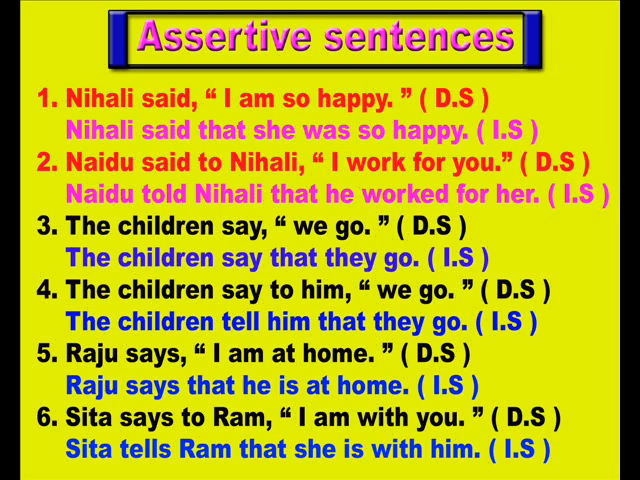 Assertive sentences
1. Nihali said, “ I am so happy. ” ( D.S )
Nihali said that she was so happy. ( I.S )
2. Naidu said to Nihali, “ I work for you.” ( D.S )
Naidu told Nihali that he worked for her. ( I.S )
3. The children say, “ we go. ” ( D.S )
The children say that they go. ( I.S )
4. The children say to him, “ we go. ” ( D.S )
The children tell him that they go. ( I.S )
5. Raju says, “ I am at home. ” ( D.S )
Raju says that he is at home. ( I.S )
6. Sita says to Ram, “ I am with you. ” ( D.S )
Sita tells Ram that she is with him. ( I.S )